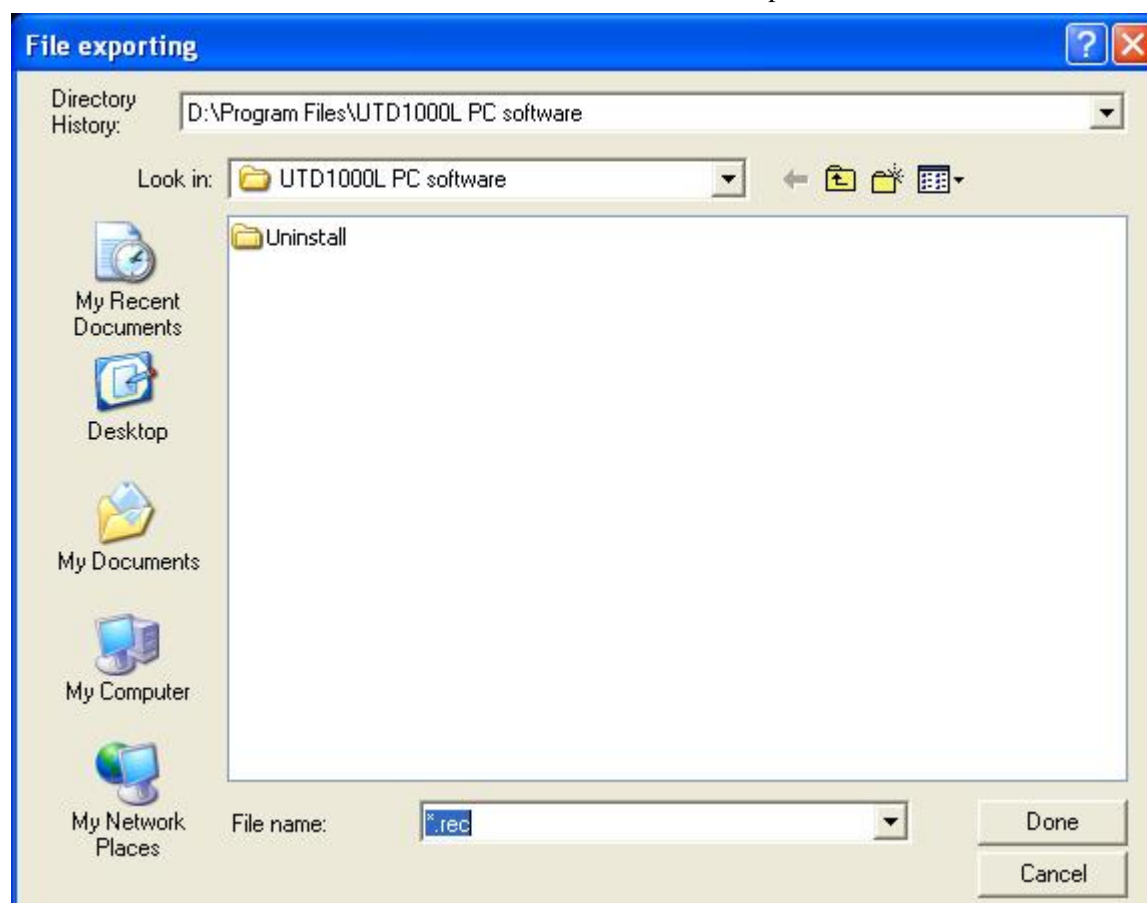 File exporting
Directory
History:
D:\Program Files\UTD1000L PC software
Look in:
UTD1000L PC software
Uninstall
My Recent
Documents
Desktop
My Documents
My Computer
My Network
Places
File name:
*.rec
Done
Cancel